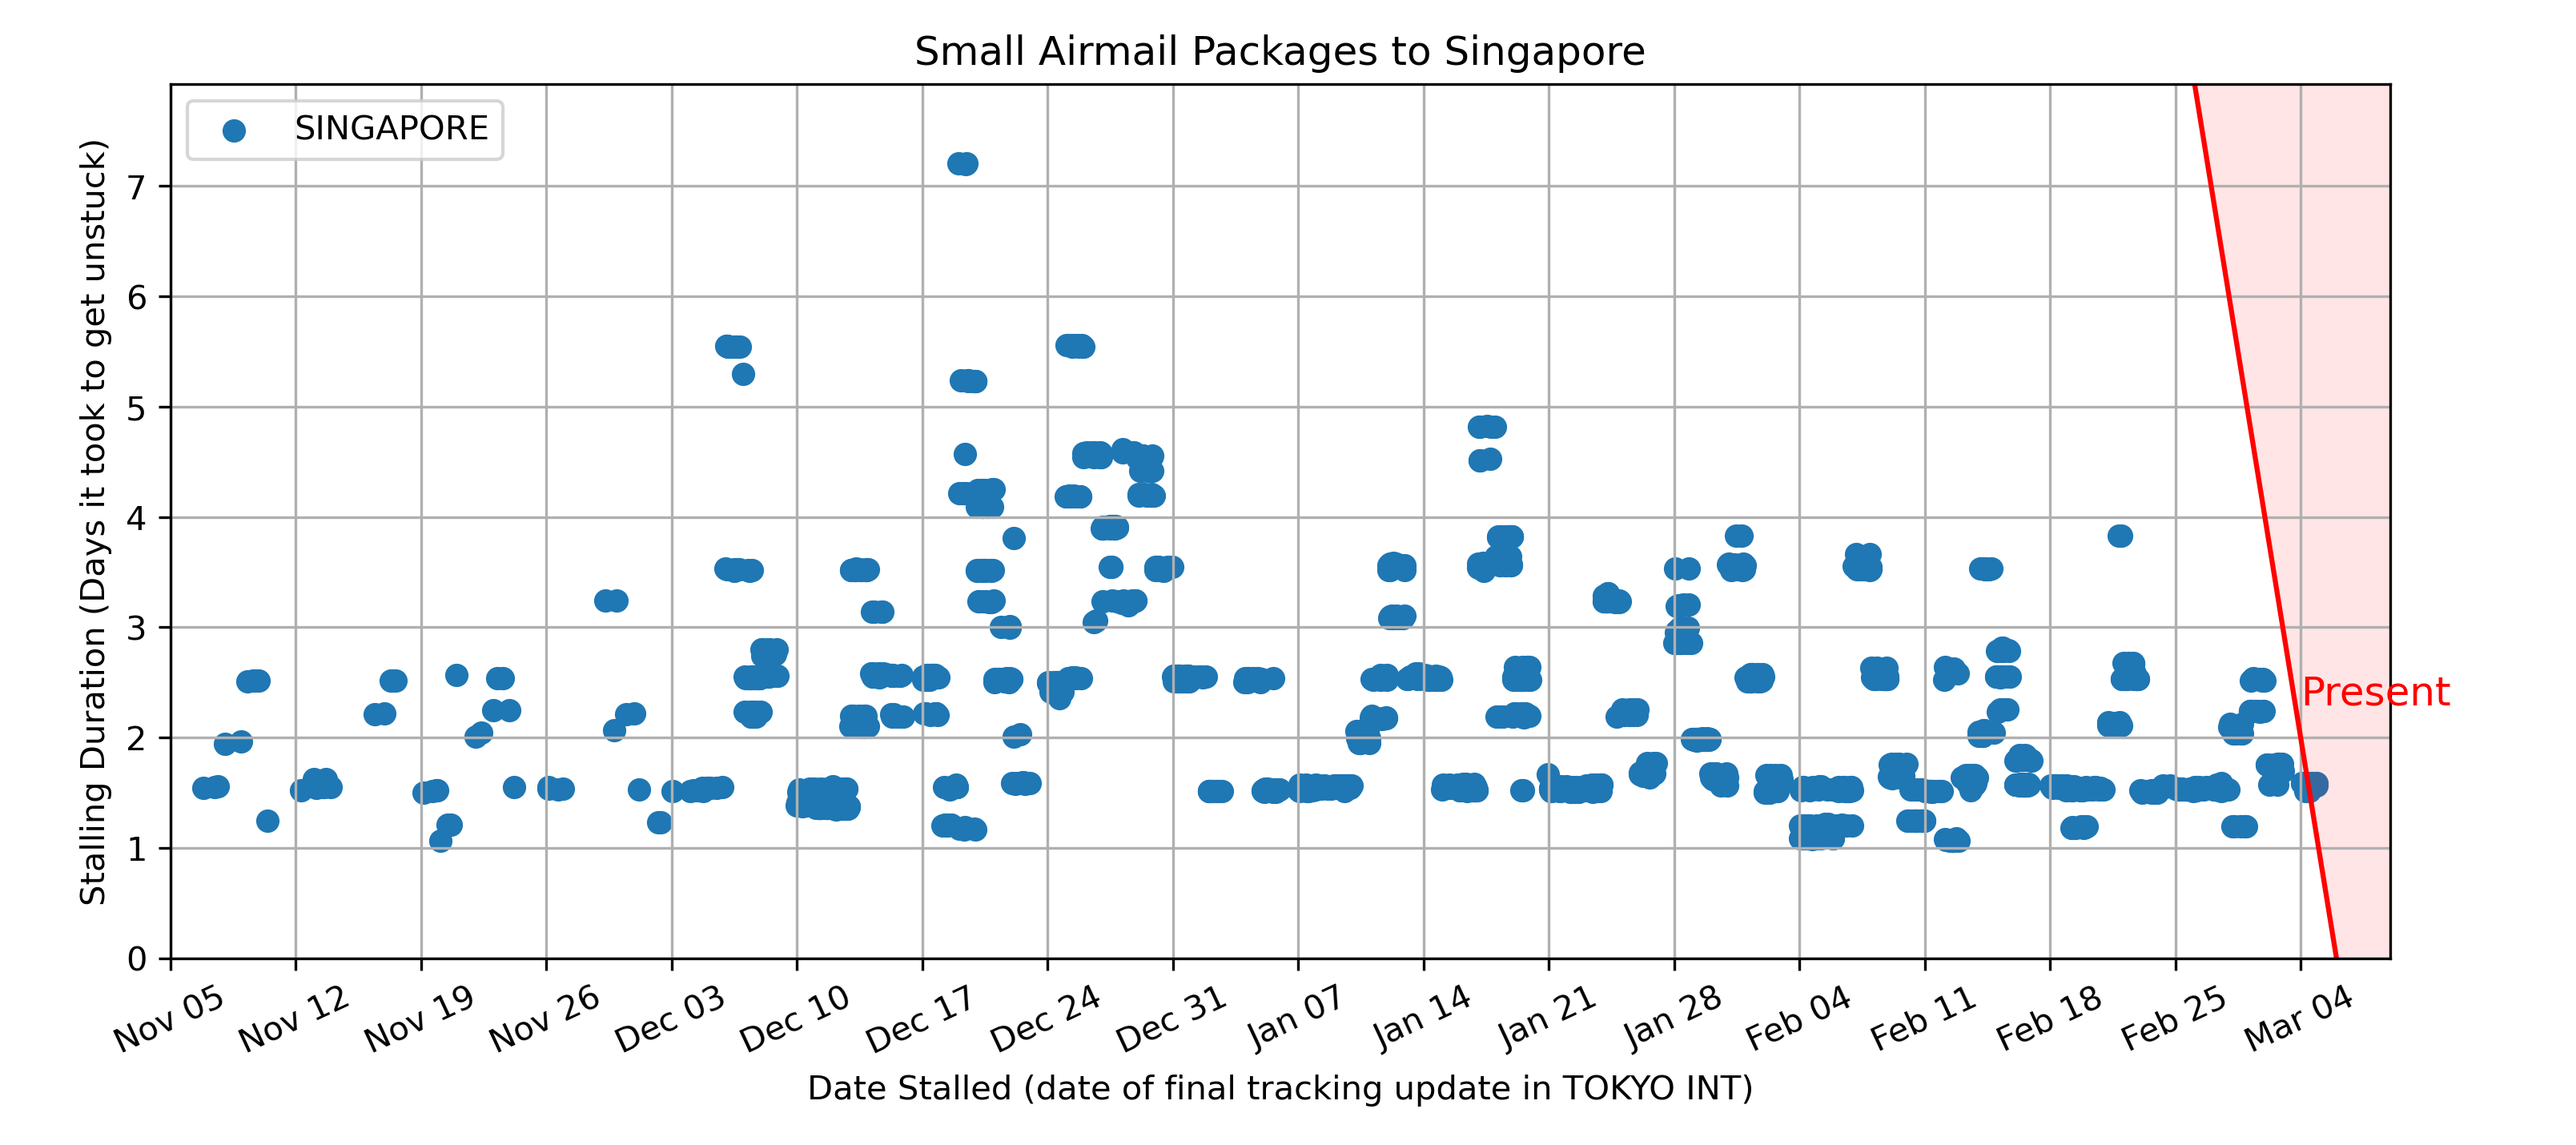 Small Airmail Packages to Singapore
SINGAPORE
Stalling Duration (Days it took to get unstuck)
7
6
5
4
3
2
1
0
Present
Nov 05
Nov 12
Nov 19
Nov 26
Dec 03
Dec 10
Dec 17
Dec 24
Dec 31
Jan 07
Jan 14
Jan 21
Jan 28
Feb 04
Feb 11
Feb 18
Feb 25
Mar 04
Date Stalled (date of final tracking update in TOKYO INT)